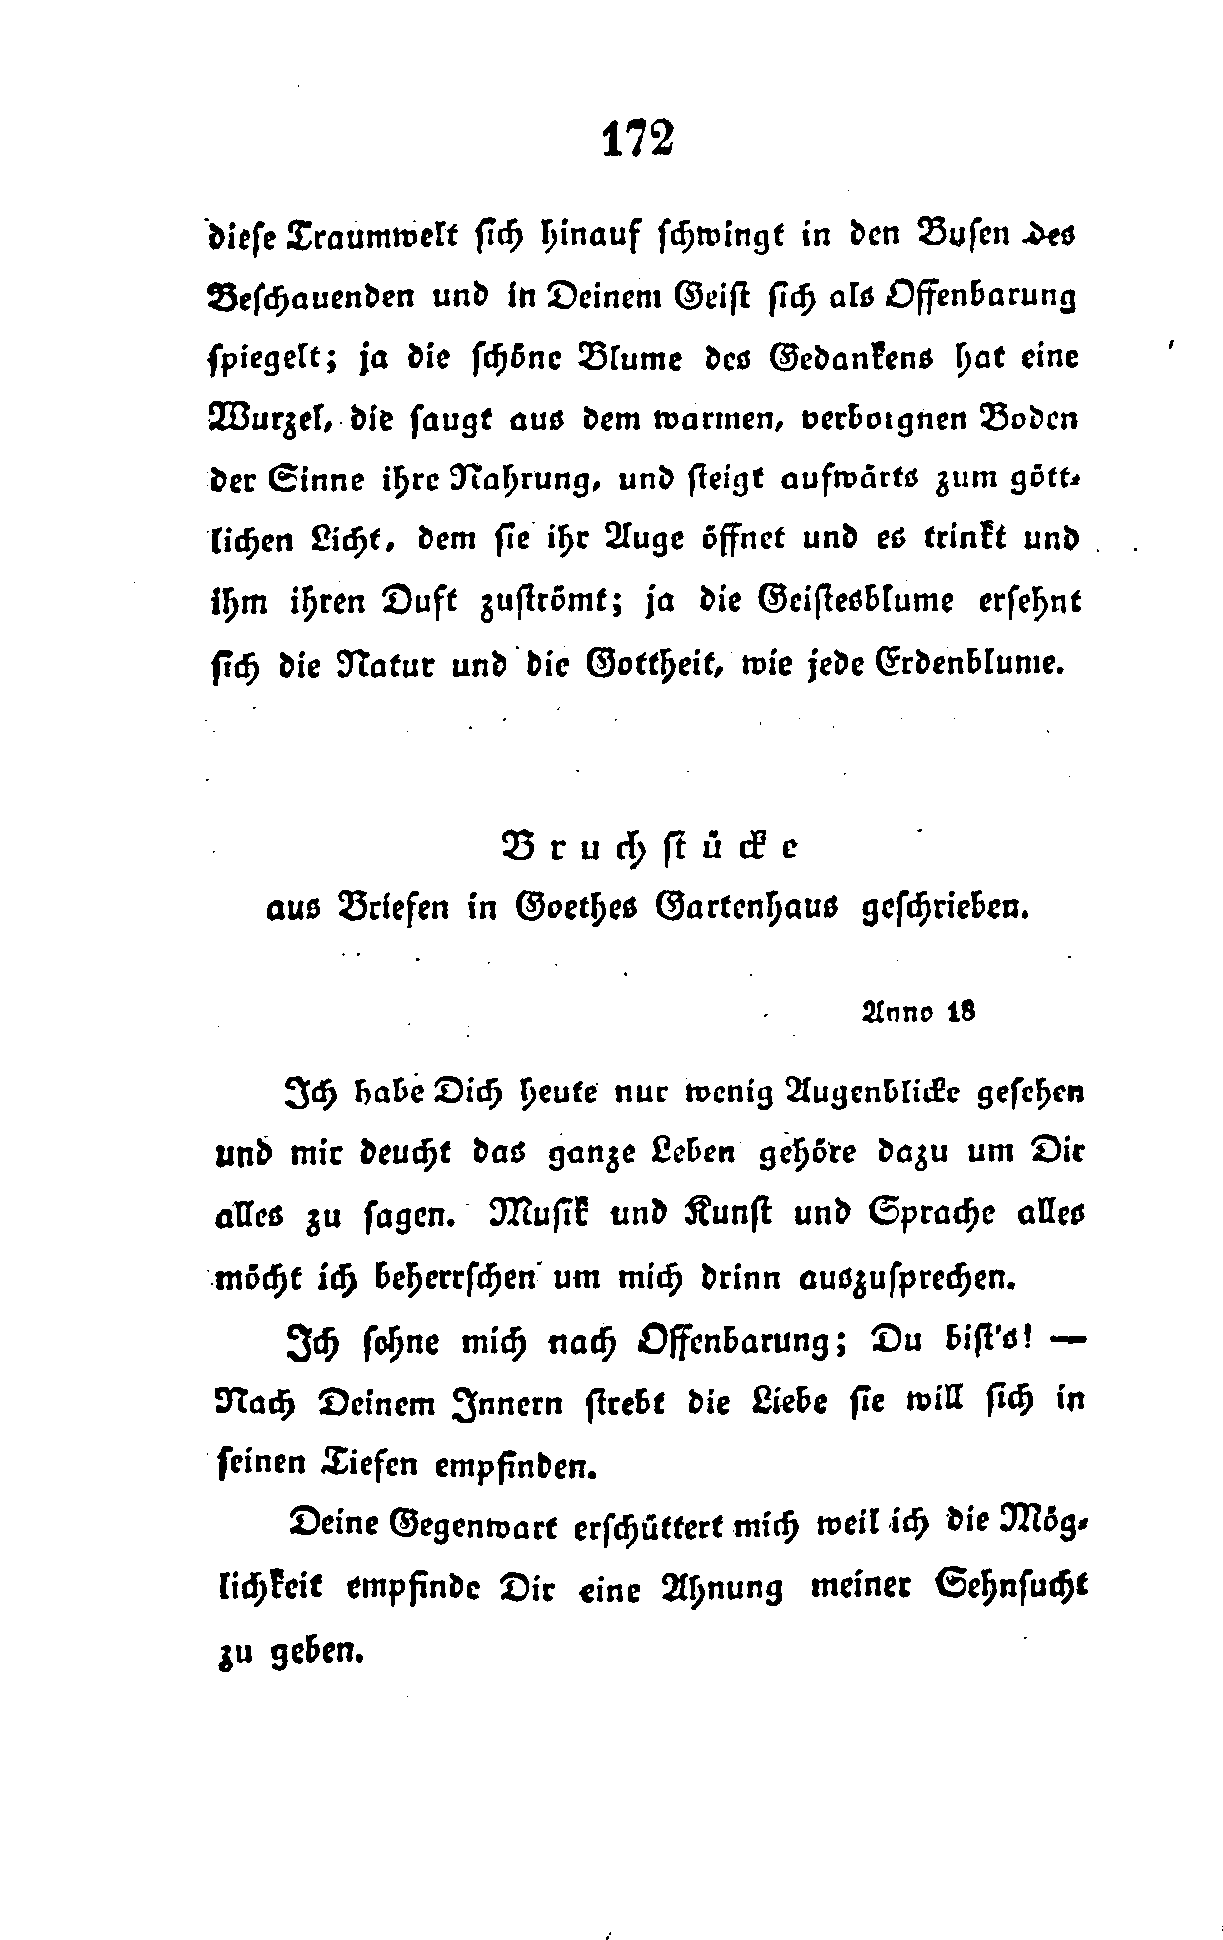 172
dieſe Traumwelt ſich hinauf ſchwingt in den Buſen des
Beſchauenden und in Deinem Geiſt ſich als Offenbarung
ſpiegelt; ja die ſchöne Blume des Gedankens hat eine
Wurzel, die ſaugt aus dem warmen, verborgnen Boden
der Sinne ihre Nahrung, und ſteigt aufwärts zum gött-
lichen Licht, dem ſie ihr Auge öffnet und es trinkt und
ihm ihren Duft zuſtrömt; ja die Geiſtesblume erſehnt
ſich die Natur und die Gottheit, wie jede Erdenblume.
Bruchſtücke
aus Briefen in Goethes Gartenhaus geſchrieben.
Anno 18
Ich habe Dich heute nur wenig Augenblicke geſehen
und mir deucht das ganze Leben gehöre dazu um Dir
alles zu ſagen. Muſik und Kunſt und Sprache alles
möcht ich beherrſchen um mich drinn auszuſprechen.
Ich ſehne mich nach Offenbarung; Du biſt's! —
Nach Deinem Innern ſtrebt die Liebe ſie will ſich in
ſeinen Tiefen empfinden.
Deine Gegenwart erſchüttert mich weil ich die Mög-
lichkeit empfinde Dir eine Ahnung meiner Sehnſucht
zu geben.